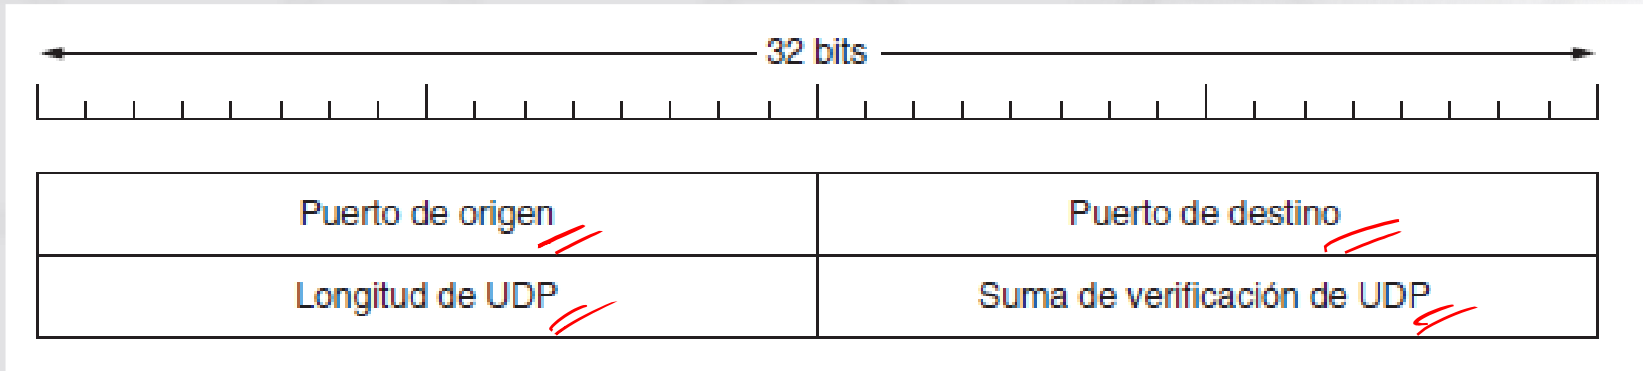 32 bits
Puerto de origen
Puerto de destino
Longitud de UDP
Suma de verificación de UDP